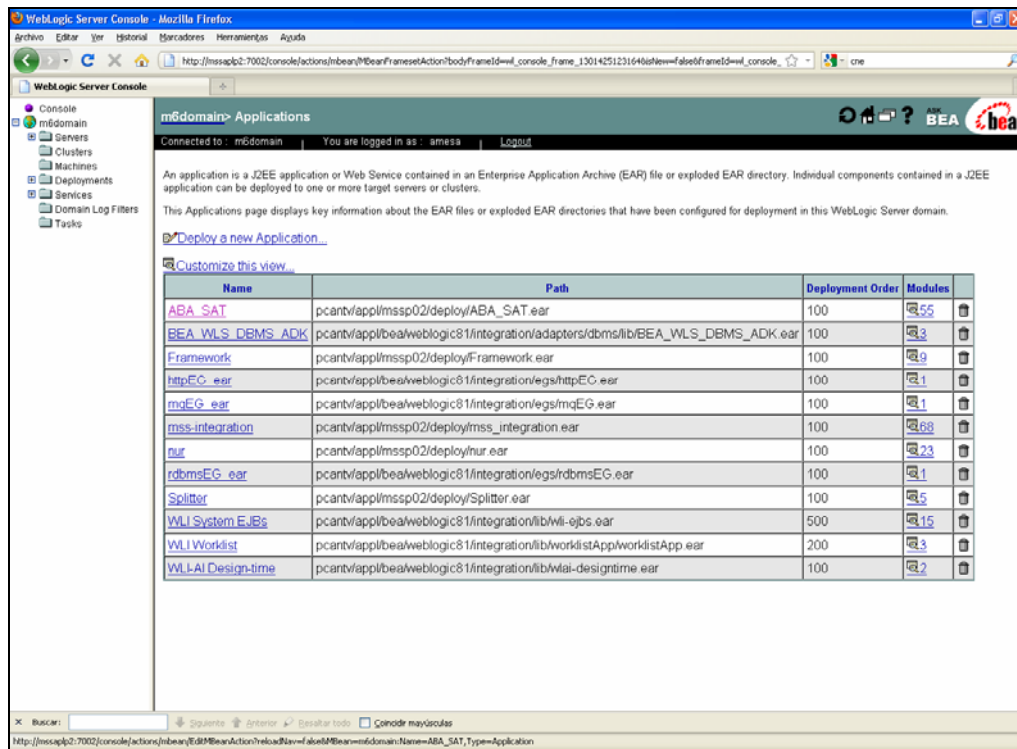 WebLogic Server Console - Mozilla Firefox
Archivo Editar Ver Historial Marcadores Herramientas Ayuda
cne
WebLogic Server Console
Console
m6domain
Servers
Clusters
Machines
Deployments
Services
Domain Log Filters
Tasks
m6domain> Applications
ASK BEA
bea
Connected to : m6domain | You are logged in as : amesa | Logout
An application is a J2EE application or Web Service contained in an Enterprise Application Archive (EAR) file or exploded EAR directory. Individual components contained in a J2EE
application can be deployed to one or more target servers or clusters.
This Applications page displays key information about the EAR files or exploded EAR directories that have been configured for deployment in this WebLogic Server domain.
Deploy a new Application...
Customize this view...
Name Path Deployment Order Modules
ABA_SAT pcantv/appl/mssp02/deploy/ABA_SAT.ear 100 55
BEA_WLS_DBMS_ADK pcantv/appl/bea/weblogic81/integration/adapters/dbms/lib/BEA_WLS_DBMS_ADK.ear 100 3
Framework pcantv/appl/mssp02/deploy/Framework.ear 100 9
httpEG_ear pcantv/appl/bea/weblogic81/integration/egs/httpEG.ear 100 1
mqEG_ear pcantv/appl/bea/weblogic81/integration/egs/mqEG.ear 100 1
mss-integration pcantv/appl/mssp02/deploy/mss_integration.ear 100 68
nur pcantv/appl/mssp02/deploy/nur.ear 100 23
rdbmsEG_ear pcantv/appl/bea/weblogic81/integration/egs/rdbmsEG.ear 100 1
Splitter pcantv/appl/mssp02/deploy/Splitter.ear 100 5
WLI System EJBs pcantv/appl/bea/weblogic81/integration/lib/wli-ejbs.ear 500 15
WLI Worklist pcantv/appl/bea/weblogic81/integration/lib/worklistApp/worklistApp.ear 200 3
WLI-AI Design-time pcantv/appl/bea/weblogic81/integration/lib/wlai-designtime.ear 100 2
Buscar: Siguiente Anterior Resaltar todo Coincidir mayúsculas
http://mssaplp2:7002/console/actions/mbean/EditMBeanAction?reloadNav=false&MBean=m6domain:Name=ABA_SAT,Type=Application